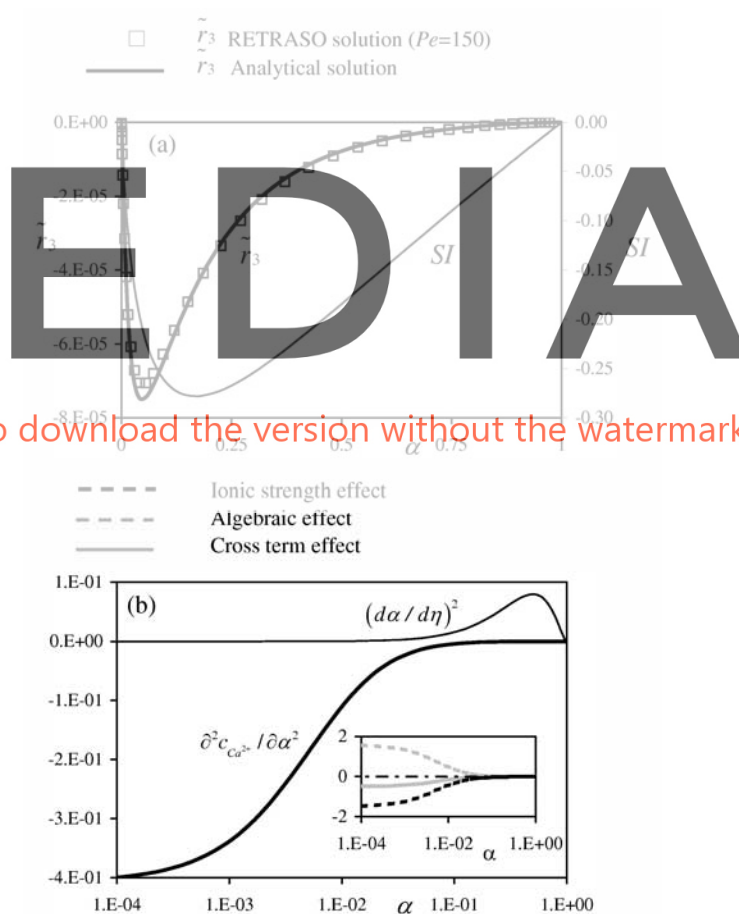 r̃₃ RETRASO solution (Pe=150)
r̃₃ Analytical solution
0.E+00
(a)
0.00
-0.05
-2.E-05
-0.10
r̃₃
r̃₃
SI
SI
-4.E-05
-0.15
-0.20
-6.E-05
-0.25
-8.E-05
-0.30
EDIA
download the version without the watermark
0
0.25
0.5
0.75
1
α
Ionic strength effect
Algebraic effect
Cross term effect
1.E-01
(b)
(dα/dη)²
0.E+00
-1.E-01
∂²c_Ca²⁺/∂α²
-2.E-01
-3.E-01
-4.E-01
2
0
-2
1.E-04
1.E-02
1.E+00
α
1.E-04
1.E-03
1.E-02
α
1.E-01
1.E+00